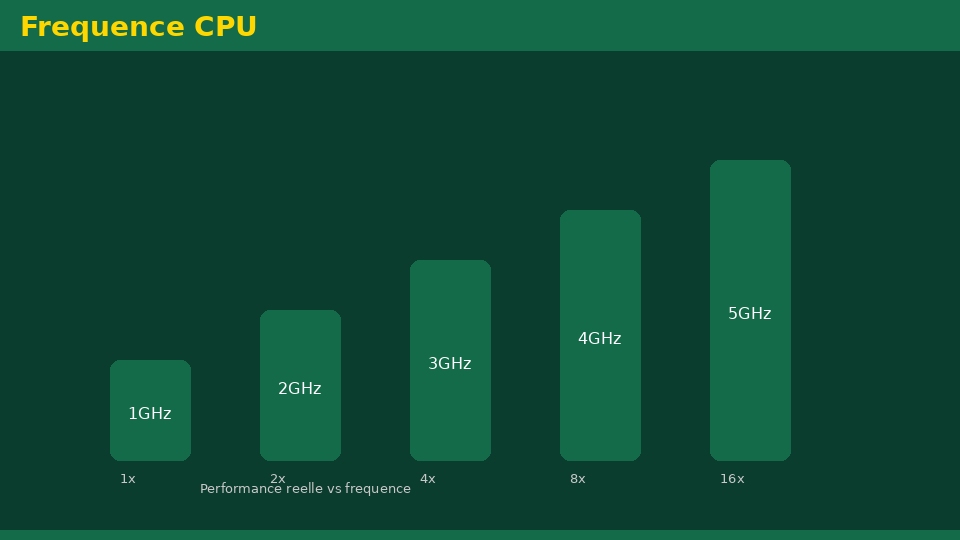 Frequence CPU
5GHz
4GHz
3GHz
2GHz
1GHz
1x 2x 4x 8x 16x
Performance reelle vs frequence